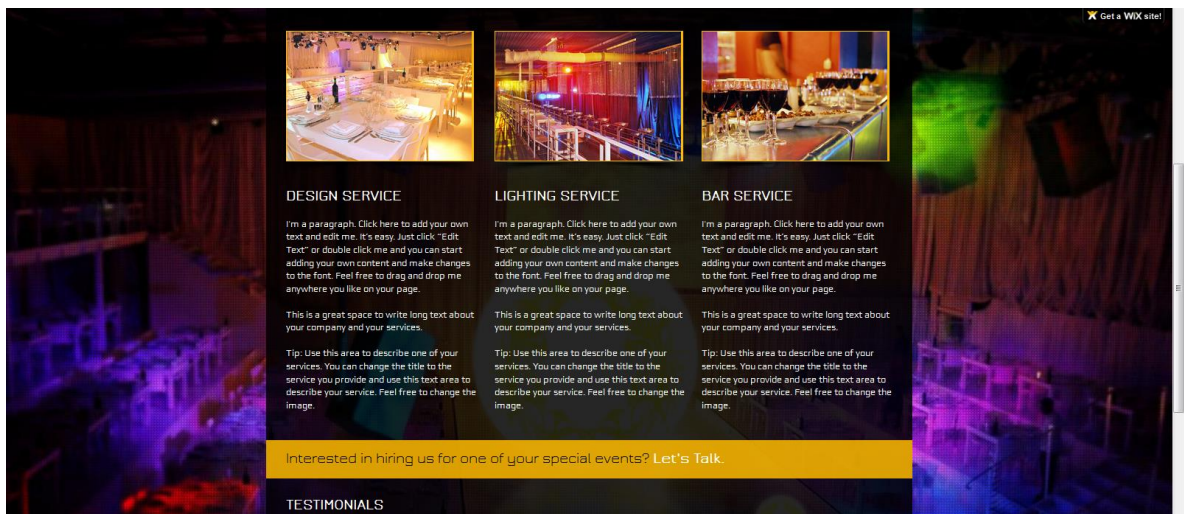 Get a WiX site!
DESIGN SERVICE
I'm a paragraph. Click here to add your own
text and edit me. It's easy. Just click "Edit
Text" or double click me and you can start
adding your own content and make changes
to the font. Feel free to drag and drop me
anywhere you like on your page.
This is a great space to write long text about
your company and your services.
Tip: Use this area to describe one of your
services. You can change the title to the
service you provide and use this text area to
describe your service. Feel free to change the
image.
LIGHTING SERVICE
I'm a paragraph. Click here to add your own
text and edit me. It's easy. Just click "Edit
Text" or double click me and you can start
adding your own content and make changes
to the font. Feel free to drag and drop me
anywhere you like on your page.
This is a great space to write long text about
your company and your services.
Tip: Use this area to describe one of your
services. You can change the title to the
service you provide and use this text area to
describe your service. Feel free to change the
image.
BAR SERVICE
I'm a paragraph. Click here to add your own
text and edit me. It's easy. Just click "Edit
Text" or double click me and you can start
adding your own content and make changes
to the font. Feel free to drag and drop me
anywhere you like on your page.
This is a great space to write long text about
your company and your services.
Tip: Use this area to describe one of your
services. You can change the title to the
service you provide and use this text area to
describe your service. Feel free to change the
image.
Interested in hiring us for one of your special events? Let's Talk.
TESTIMONIALS